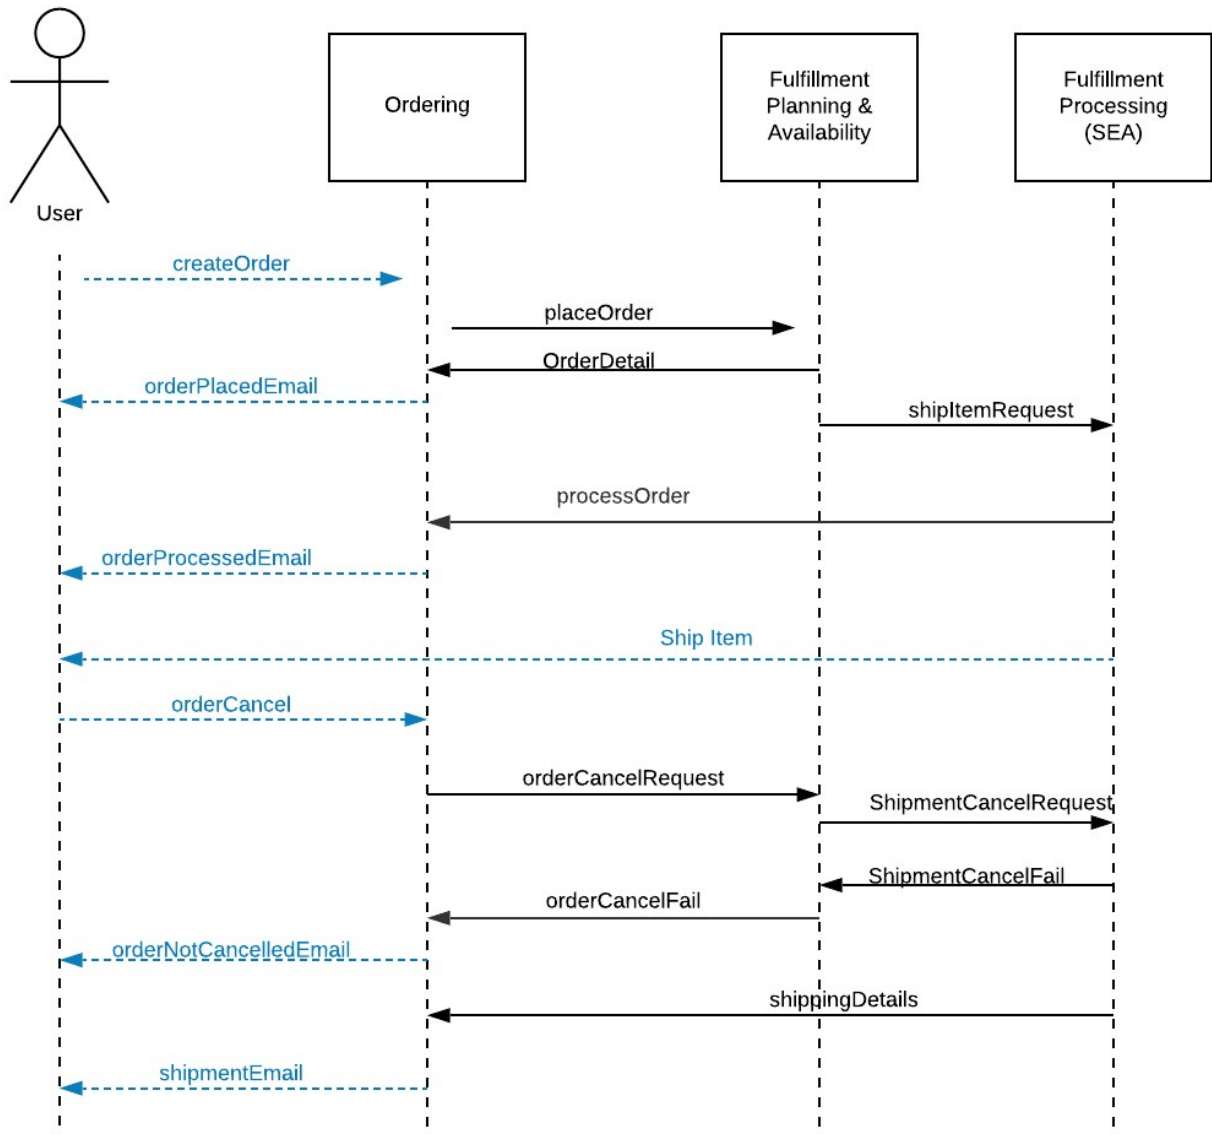 User
Ordering
Fulfillment
Planning &
Availability
Fulfillment
Processing
(SEA)
createOrder
placeOrder
OrderDetail
orderPlacedEmail
shipItemRequest
processOrder
orderProcessedEmail
Ship Item
orderCancel
orderCancelRequest
ShipmentCancelRequest
ShipmentCancelFail
orderCancelFail
orderNotCancelledEmail
shippingDetails
shipmentEmail